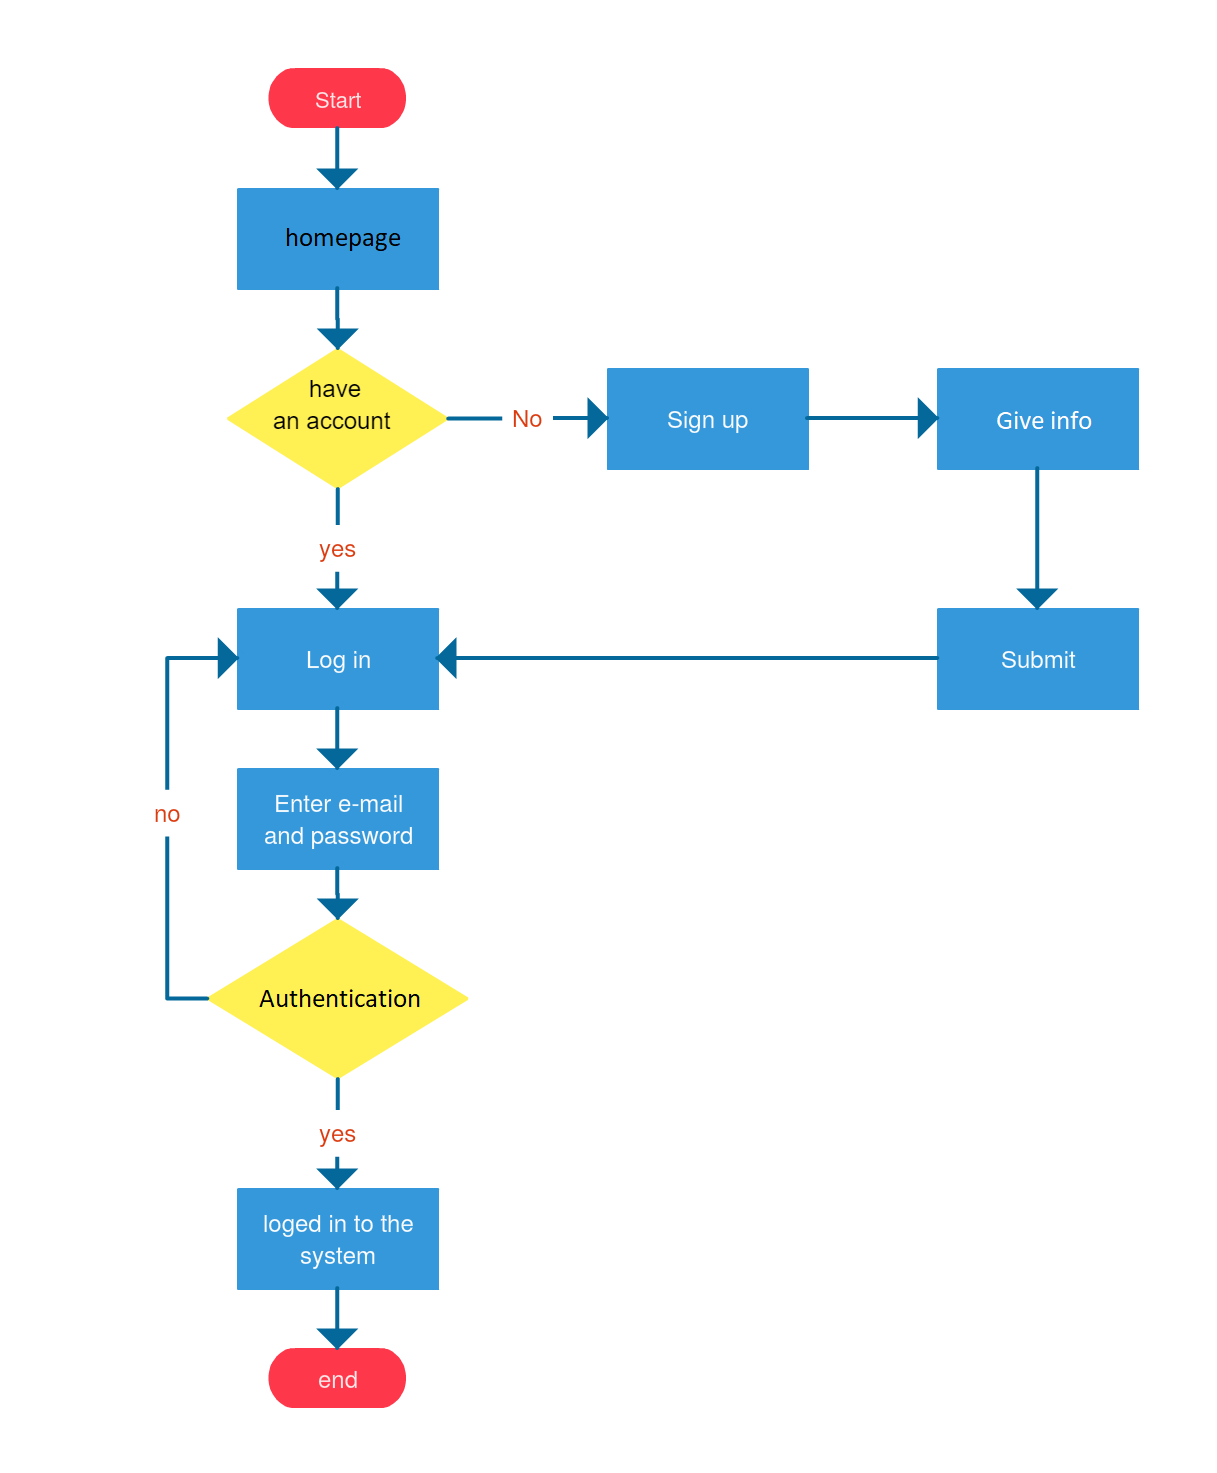 Start
homepage
have
an account
No
Sign up
Give info
yes
Log in
Submit
Enter e-mail
and password
no
Authentication
yes
loged in to the
system
end